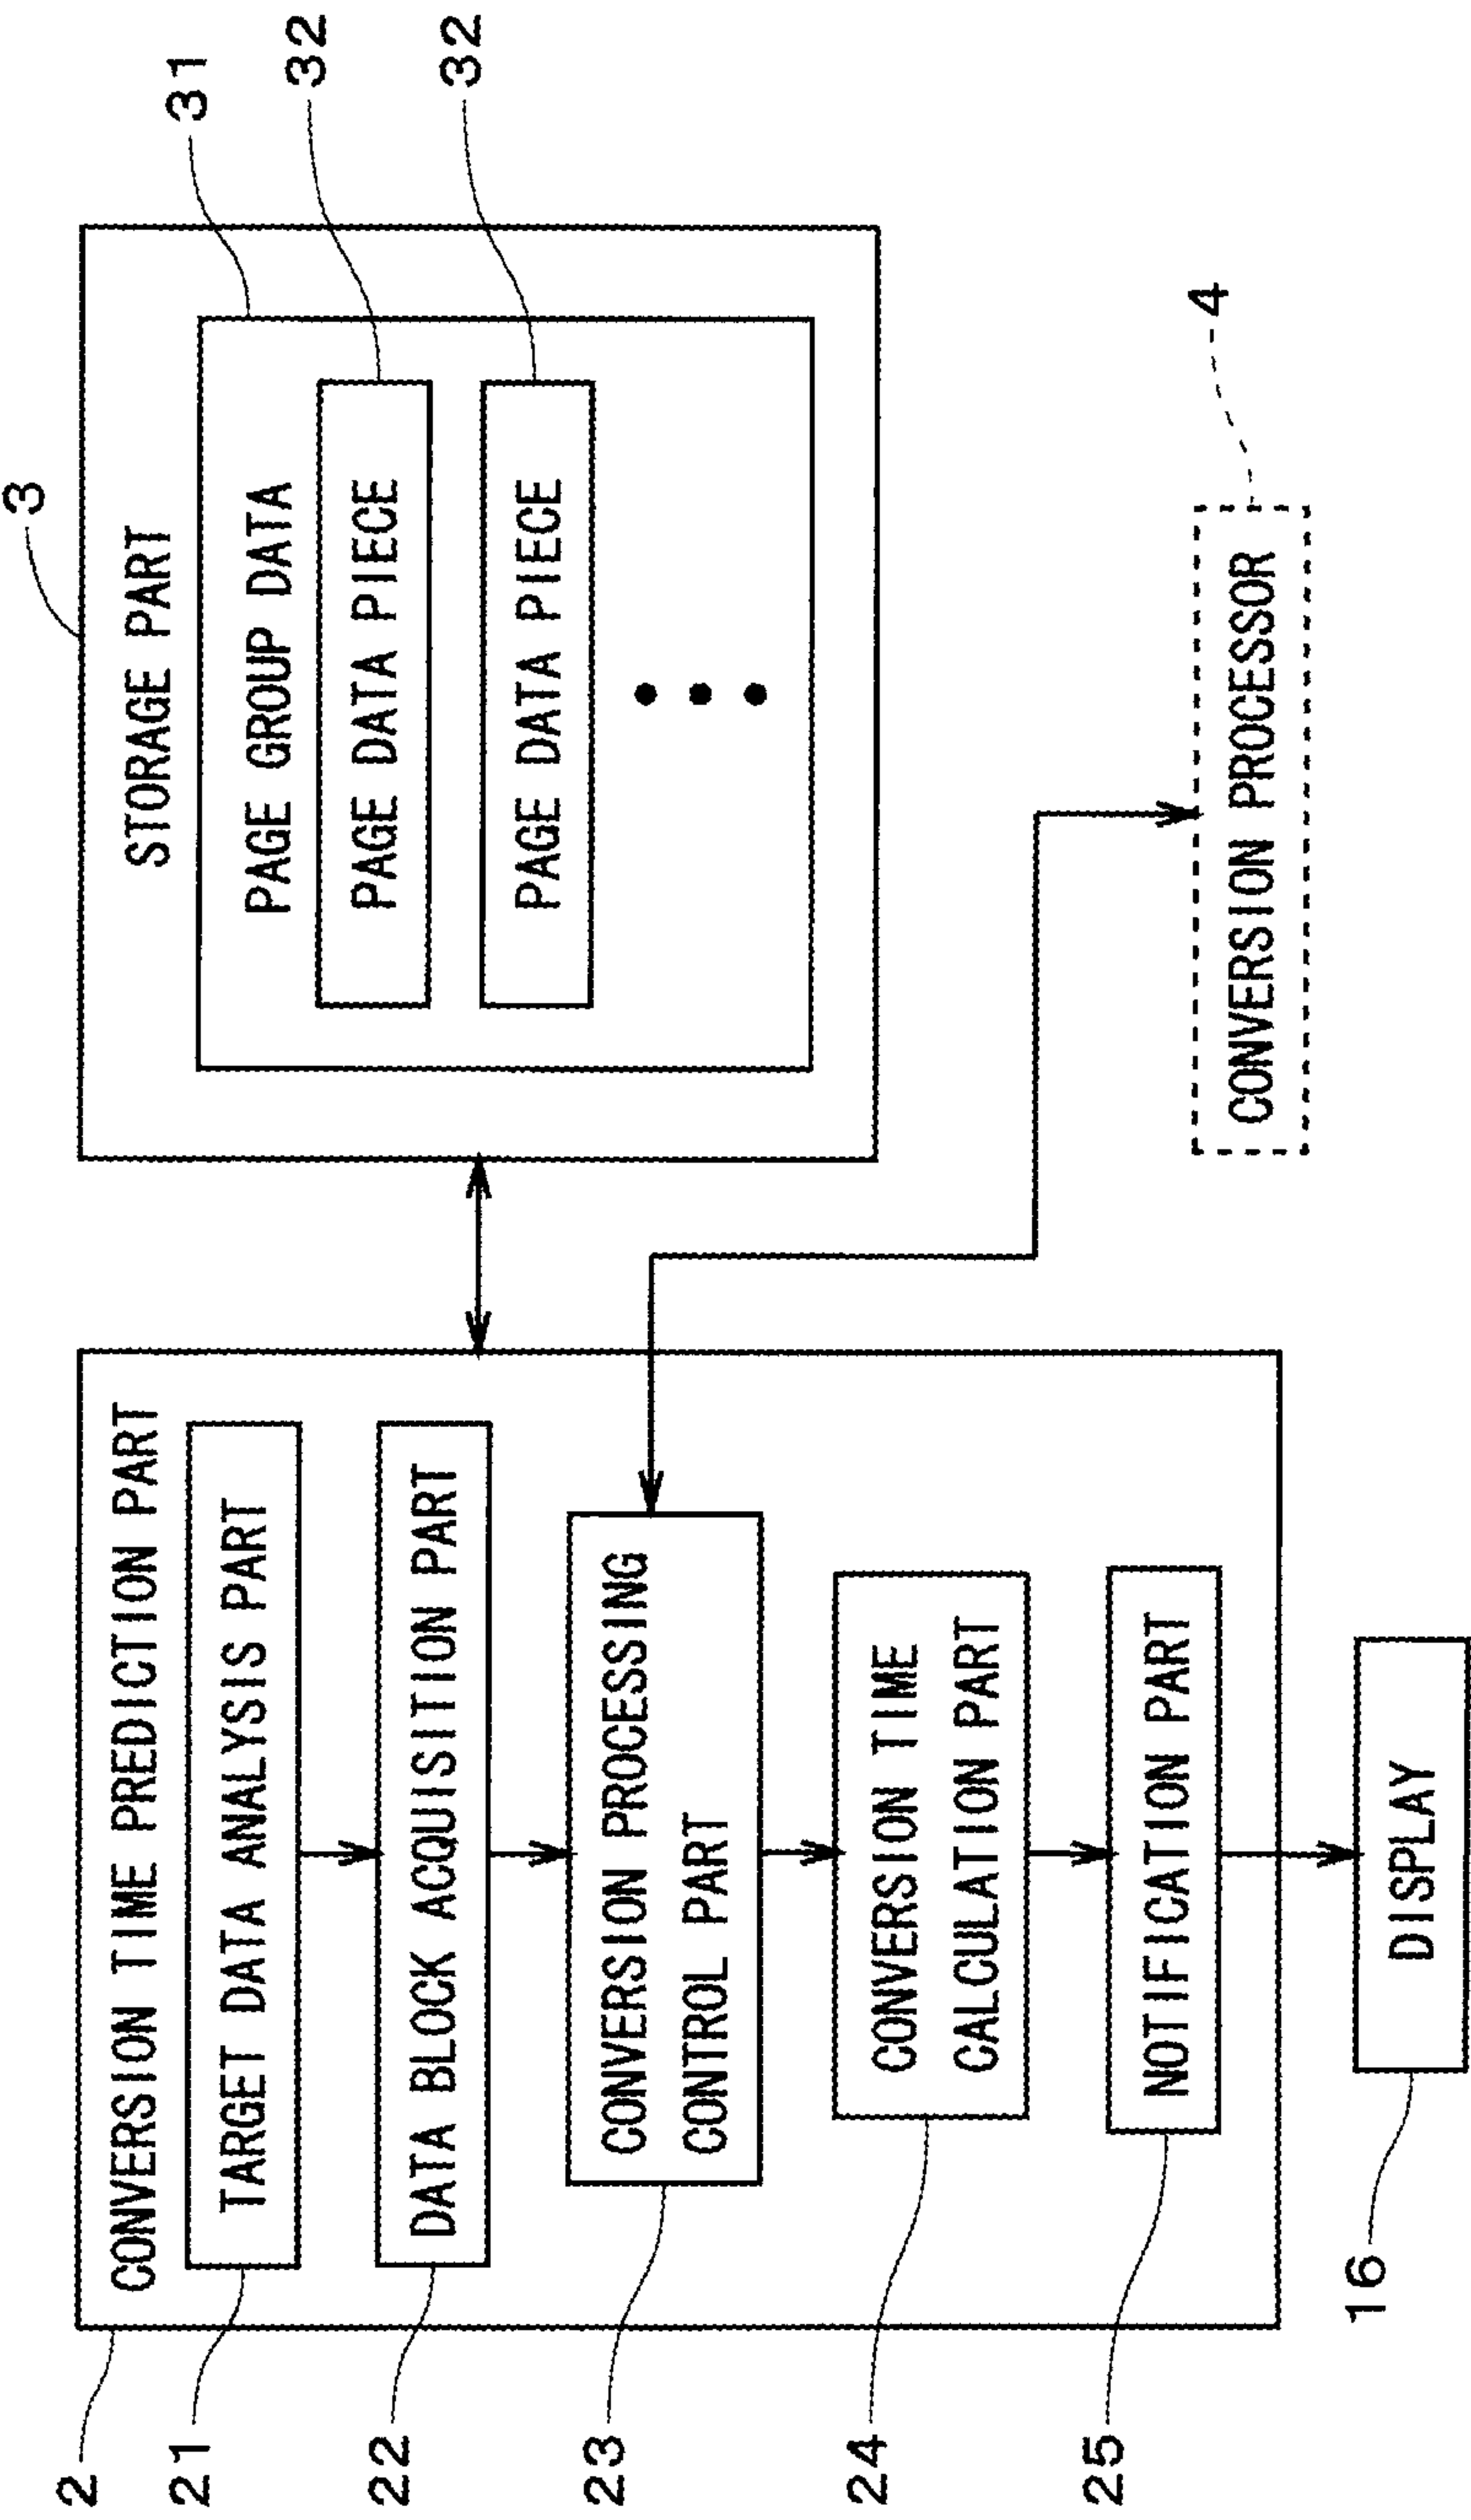 2
CONVERSION TIME PREDICTION PART
21
TARGET DATA ANALYSIS PART
22
DATA BLOCK ACQUISITION PART
23
CONVERSION PROCESSING
CONTROL PART
24
CONVERSION TIME
CALCULATION PART
25
NOTIFICATION PART
16
DISPLAY
3
STORAGE PART
31
PAGE GROUP DATA
32
PAGE DATA PIECE
32
PAGE DATA PIECE
4
CONVERSION PROCESSOR